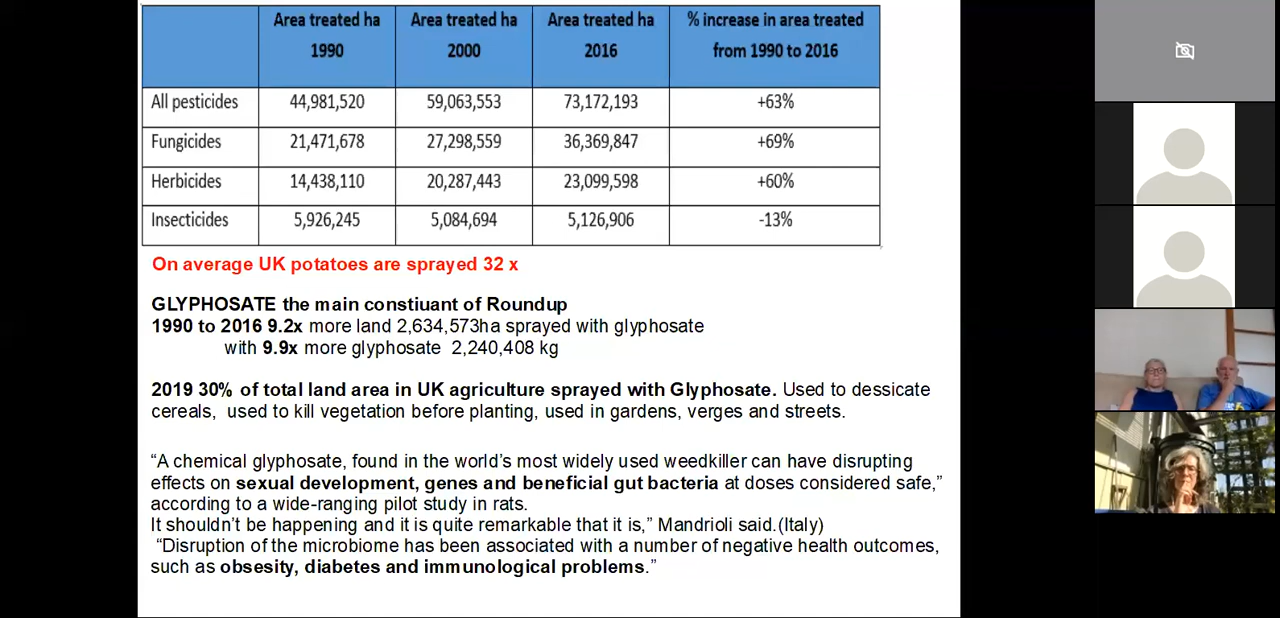 Area treated ha Area treated ha Area treated ha % increase in area treated
1990 2000 2016 from 1990 to 2016
All pesticides 44,981,520 59,063,553 73,172,193 +63%
Fungicides 21,471,678 27,298,559 36,369,847 +69%
Herbicides 14,438,110 20,287,443 23,099,598 +60%
Insecticides 5,926,245 5,084,694 5,126,906 -13%
On average UK potatoes are sprayed 32 x
GLYPHOSATE the main constiuant of Roundup
1990 to 2016 9.2x more land 2,634,573ha sprayed with glyphosate
with 9.9x more glyphosate 2,240,408 kg
2019 30% of total land area in UK agriculture sprayed with Glyphosate. Used to dessicate
cereals, used to kill vegetation before planting, used in gardens, verges and streets.
“A chemical glyphosate, found in the world’s most widely used weedkiller can have disrupting
effects on sexual development, genes and beneficial gut bacteria at doses considered safe,”
according to a wide-ranging pilot study in rats.
It shouldn’t be happening and it is quite remarkable that it is,” Mandrioli said.(Italy)
“Disruption of the microbiome has been associated with a number of negative health outcomes,
such as obsesity, diabetes and immunological problems.”